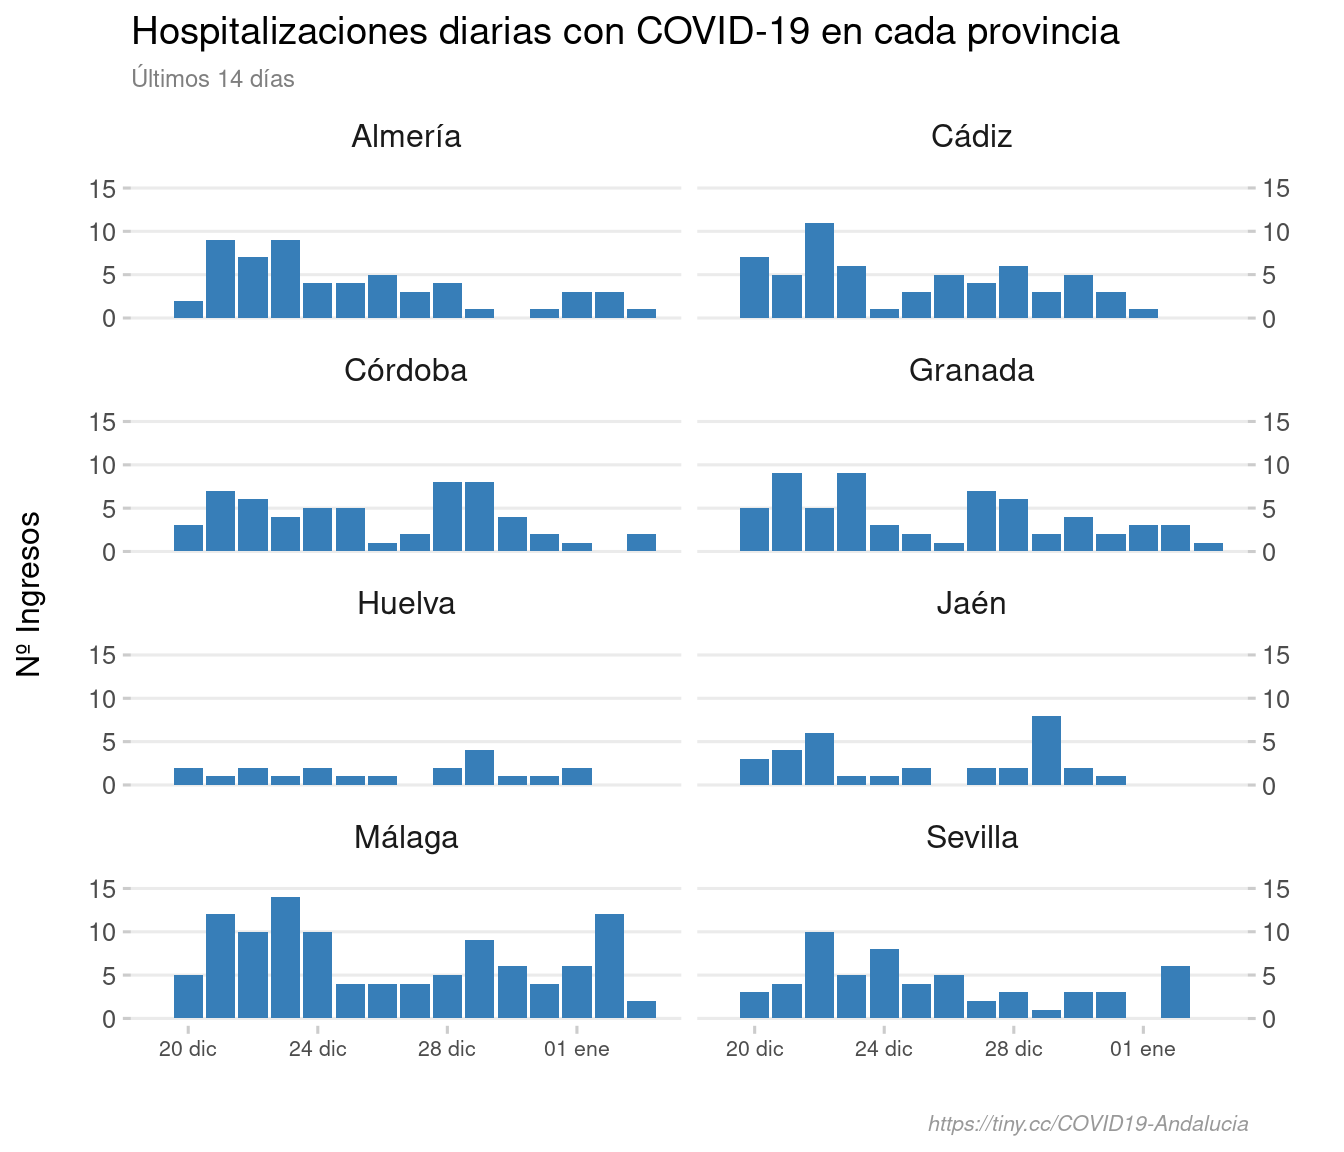 Hospitalizaciones diarias con COVID-19 en cada provincia
Últimos 14 días
Almería Cádiz
15 15
10 10
5 5
0 0
Córdoba Granada
15 15
10 10
5 5
0 0
Nº Ingresos
Huelva Jaén
15 15
10 10
5 5
0 0
Málaga Sevilla
15 15
10 10
5 5
0 0
20 dic 24 dic 28 dic 01 ene 20 dic 24 dic 28 dic 01 ene
https://tiny.cc/COVID19-Andalucia